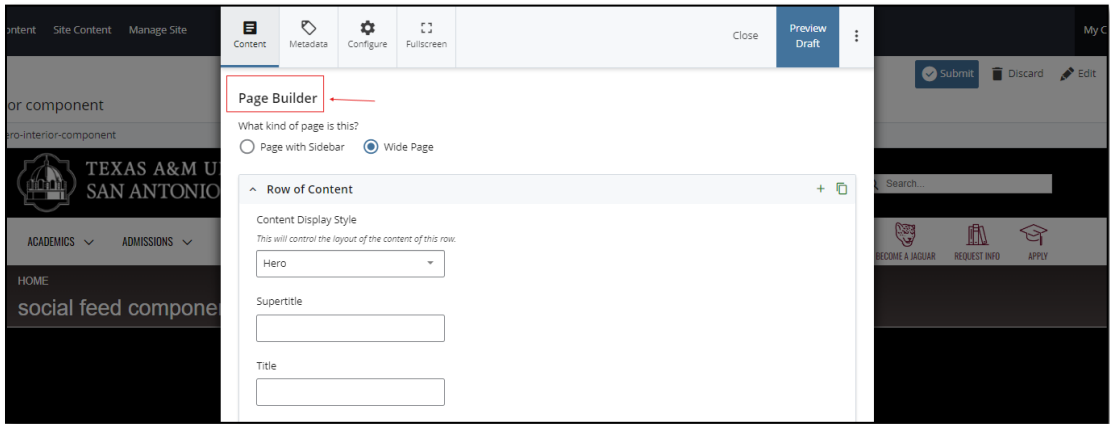 ontent Site Content Manage Site
Content Metadata Configure Fullscreen
Close Preview Draft
My C
Submit Discard Edit
or component
ero-interior-component
Page Builder
What kind of page is this?
Page with Sidebar Wide Page
TEXAS A&M U
SAN ANTONIO
Search...
Row of Content
Content Display Style
This will control the layout of the content of this row.
Hero
ACADEMICS ADMISSIONS
BECOME A JAGUAR REQUEST INFO APPLY
HOME
social feed compone
Supertitle
Title